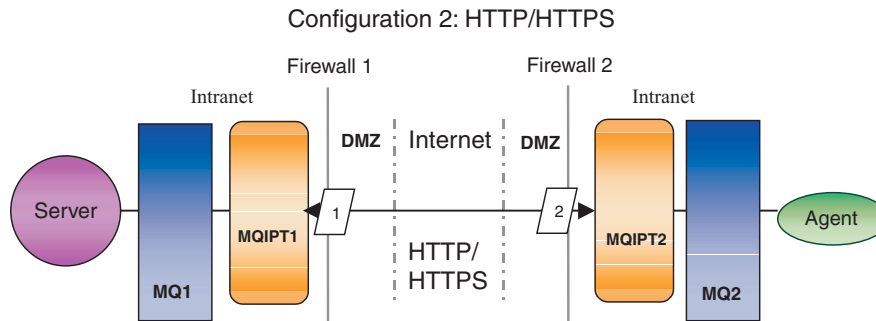 Configuration 2: HTTP/HTTPS
Firewall 1
Firewall 2
Intranet
Intranet
DMZ
Internet
DMZ
Server
1
2
Agent
MQIPT1
MQIPT2
HTTP/
HTTPS
MQ1
MQ2